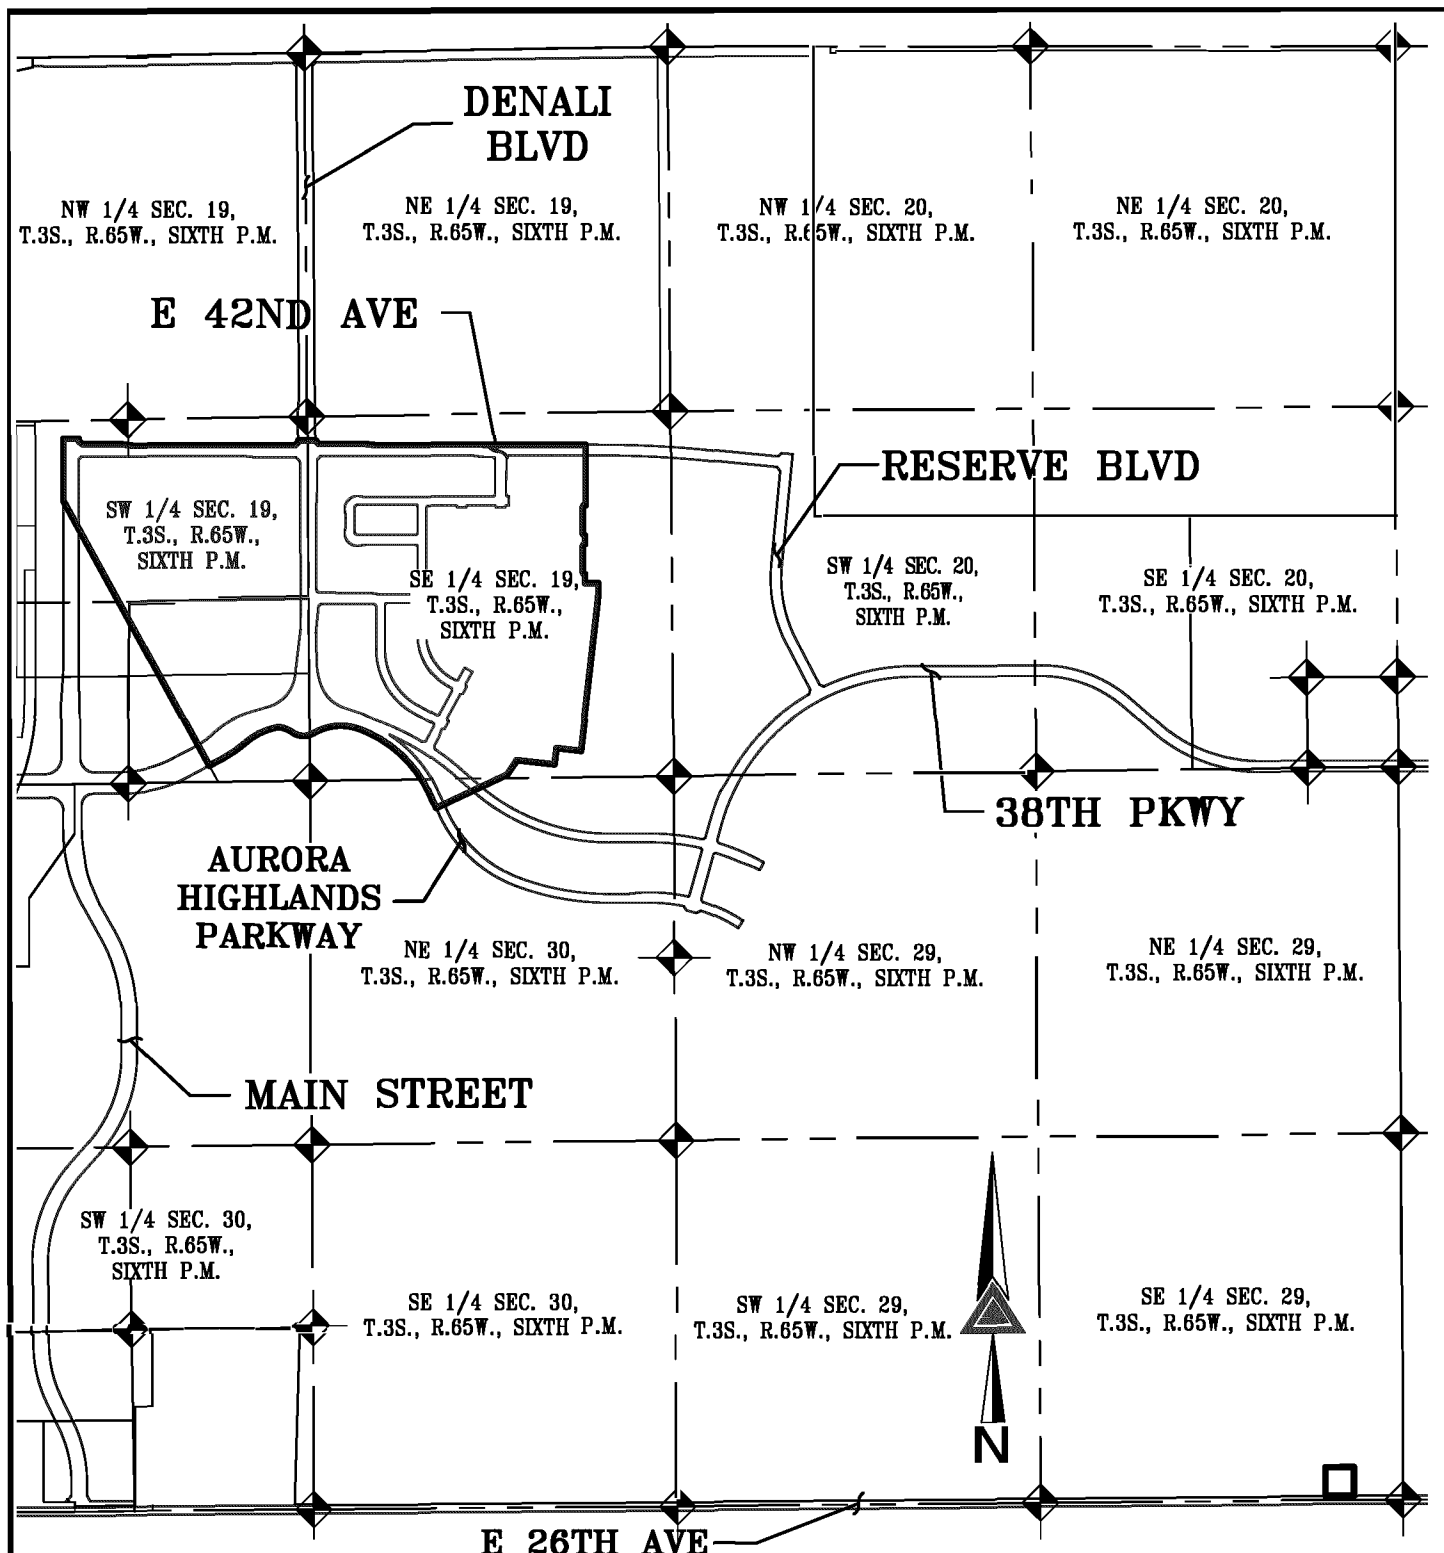 DENALI
BLVD
NW 1/4 SEC. 19,
T.3S., R.65W., SIXTH P.M.
NE 1/4 SEC. 19,
T.3S., R.65W., SIXTH P.M.
NW 1/4 SEC. 20,
T.3S., R.65W., SIXTH P.M.
NE 1/4 SEC. 20,
T.3S., R.65W., SIXTH P.M.
E 42ND AVE
RESERVE BLVD
SW 1/4 SEC. 19,
T.3S., R.65W.,
SIXTH P.M.
SE 1/4 SEC. 19,
T.3S., R.65W.,
SIXTH P.M.
SW 1/4 SEC. 20,
T.3S., R.65W.,
SIXTH P.M.
SE 1/4 SEC. 20,
T.3S., R.65W., SIXTH P.M.
38TH PKWY
AURORA
HIGHLANDS
PARKWAY
NE 1/4 SEC. 30,
T.3S., R.65W., SIXTH P.M.
NW 1/4 SEC. 29,
T.3S., R.65W., SIXTH P.M.
NE 1/4 SEC. 29,
T.3S., R.65W., SIXTH P.M.
MAIN STREET
SW 1/4 SEC. 30,
T.3S., R.65W.,
SIXTH P.M.
SE 1/4 SEC. 30,
T.3S., R.65W., SIXTH P.M.
SW 1/4 SEC. 29,
T.3S., R.65W., SIXTH P.M.
SE 1/4 SEC. 29,
T.3S., R.65W., SIXTH P.M.
N
E 26TH AVE